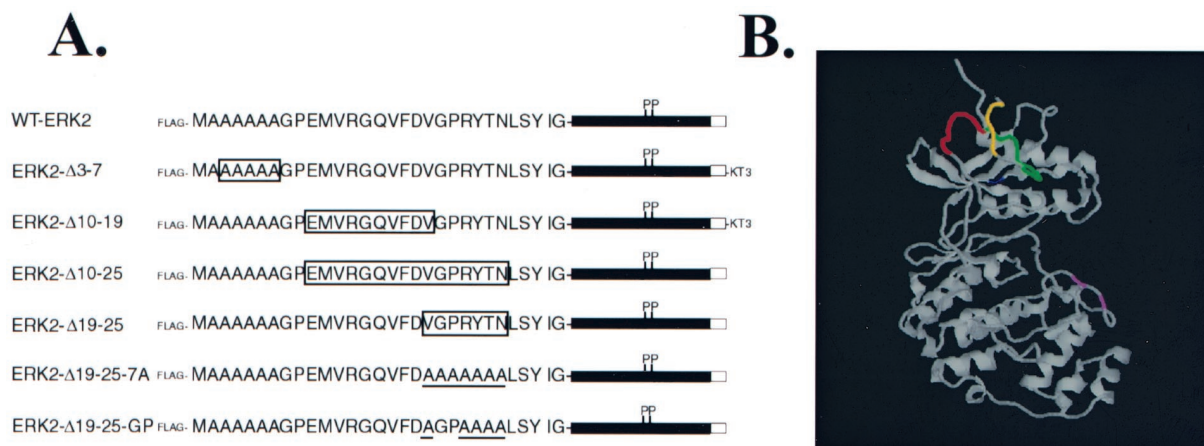 A.
B.
PP
WT-ERK2 FLAG- MAAAAAAGPEMVRGQVFDVGPRYTNLSY IG-
PP
ERK2-Δ3-7 FLAG- MAAAAAAGPEMVRGQVFDVGPRYTNLSY IG- -KT3
PP
ERK2-Δ10-19 FLAG- MAAAAAAGPEMVRGQVFDVGPRYTNLSY IG- -KT3
PP
ERK2-Δ10-25 FLAG- MAAAAAAGPEMVRGQVFDVGPRYTNLSY IG-
PP
ERK2-Δ19-25 FLAG- MAAAAAAGPEMVRGQVFDVGPRYTNLSY IG-
PP
ERK2-Δ19-25-7A FLAG- MAAAAAAGPEMVRGQVFDAAAAAAALSY IG-
PP
ERK2-Δ19-25-GP FLAG- MAAAAAAGPEMVRGQVFDAGPAAAALSY IG-